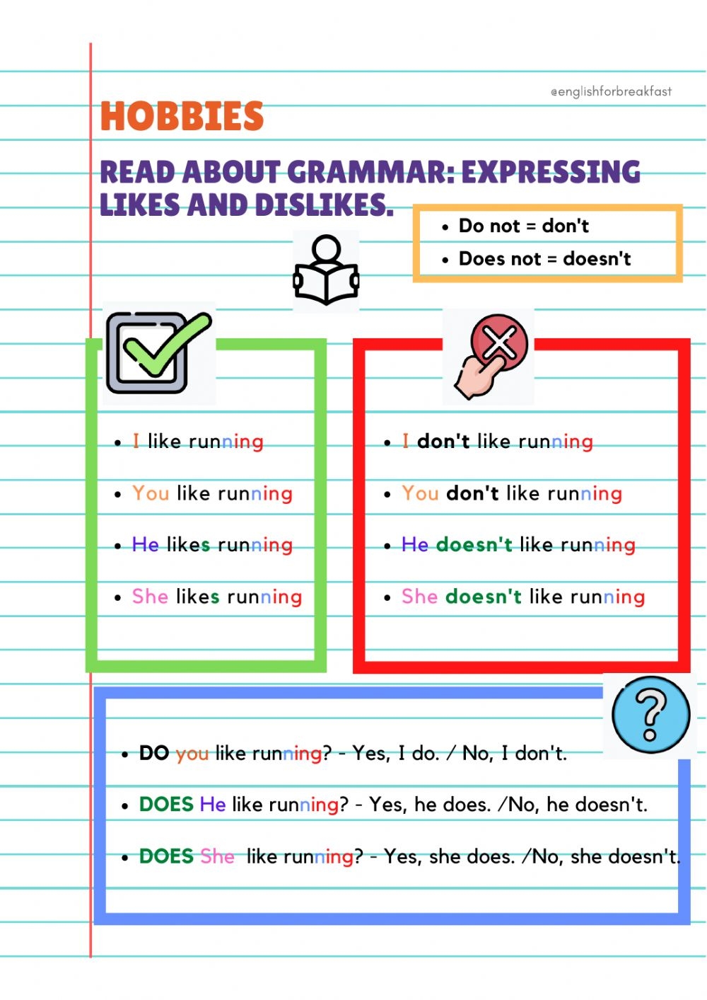 @englishforbreakfast
HOBBIES
READ ABOUT GRAMMAR: EXPRESSING
LIKES AND DISLIKES.
• Do not = don't
• Does not = doesn't
• I like running
• You like running
• He likes running
• She likes running
• I don't like running
• You don't like running
• He doesn't like running
• She doesn't like running
• DO you like running? - Yes, I do. / No, I don't.
• DOES He like running? - Yes, he does. /No, he doesn't.
• DOES She like running? - Yes, she does. /No, she doesn't.